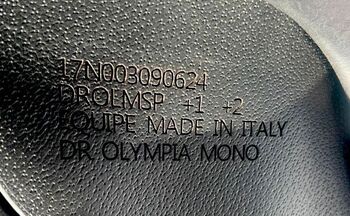 17N003090624
DROLMSP +1 +2
EQUIPE MADE IN ITALY
DR. OLYMPIA MONO